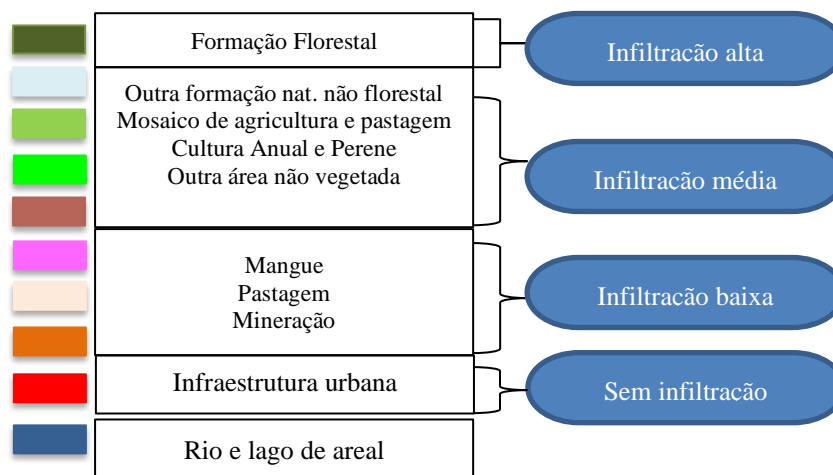 Formação Florestal
Infiltração alta
Outra formação nat. não florestal
Mosaico de agricultura e pastagem
Cultura Anual e Perene
Outra área não vegetada
Infiltração média
Mangue
Pastagem
Mineração
Infiltração baixa
Infraestrutura urbana
Sem infiltração
Rio e lago de areal